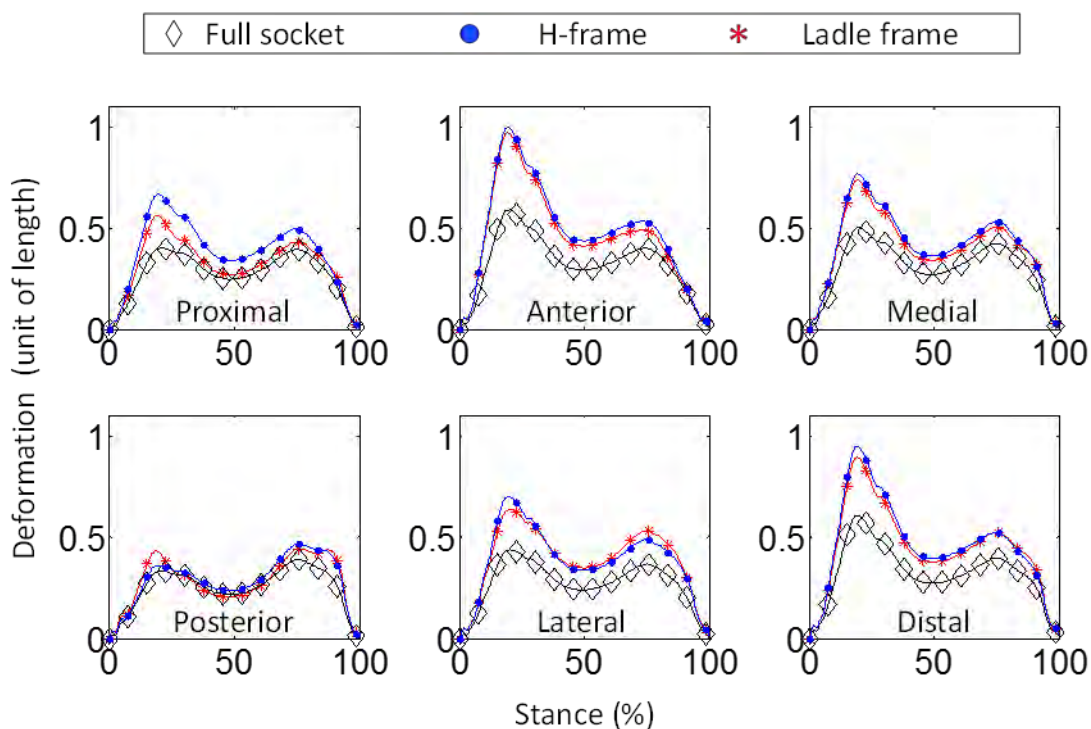 Full socket H-frame Ladle frame
Deformation (unit of length)
1
0.5
0
Proximal
0 50 100
1
0.5
0
Anterior
0 50 100
1
0.5
0
Medial
0 50 100
1
0.5
0
Posterior
0 50 100
1
0.5
0
Lateral
0 50 100
1
0.5
0
Distal
0 50 100
Stance (%)